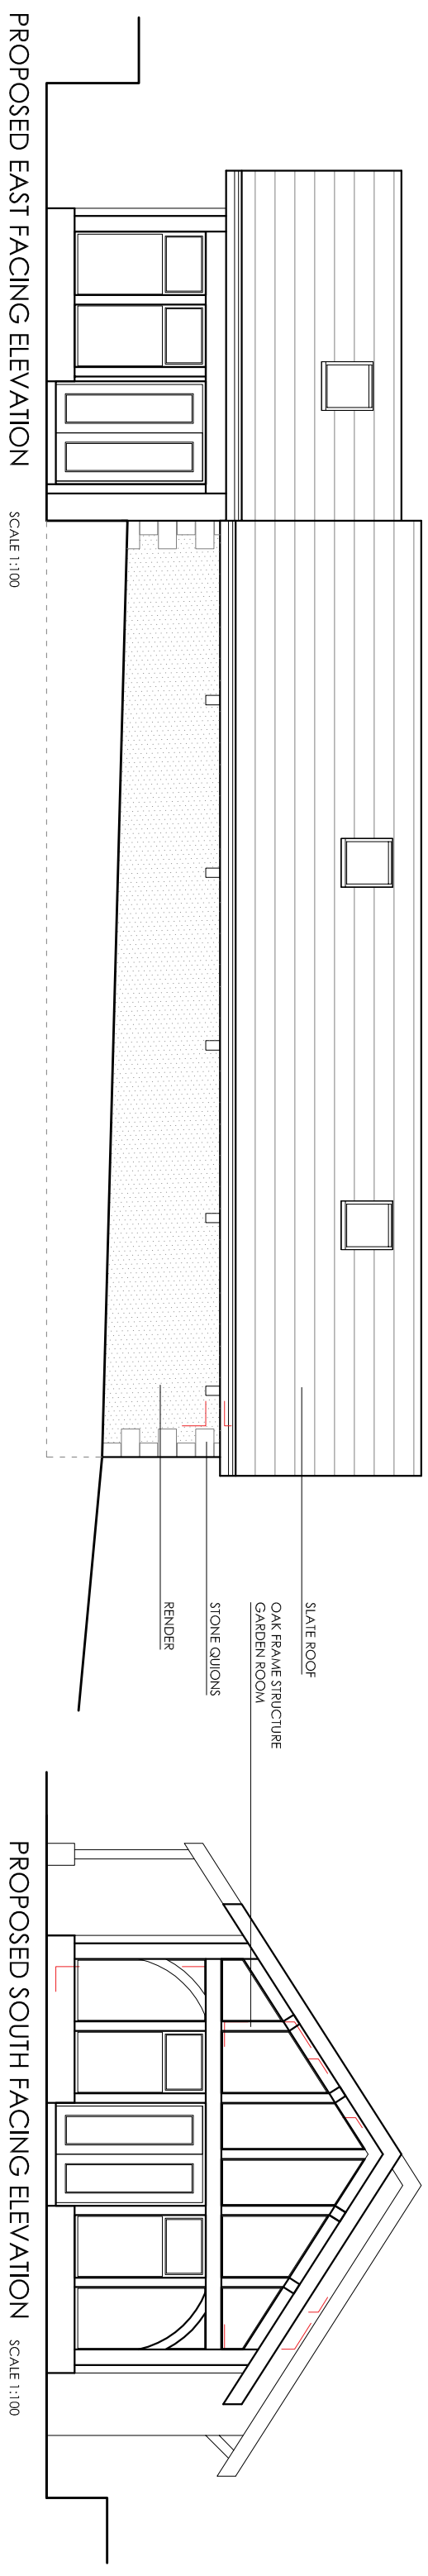 SLATE ROOF
OAK FRAME STRUCTURE
GARDEN ROOM
STONE QUIONS
RENDER
PROPOSED EAST FACING ELEVATION SCALE 1:100
PROPOSED SOUTH FACING ELEVATION SCALE 1:100